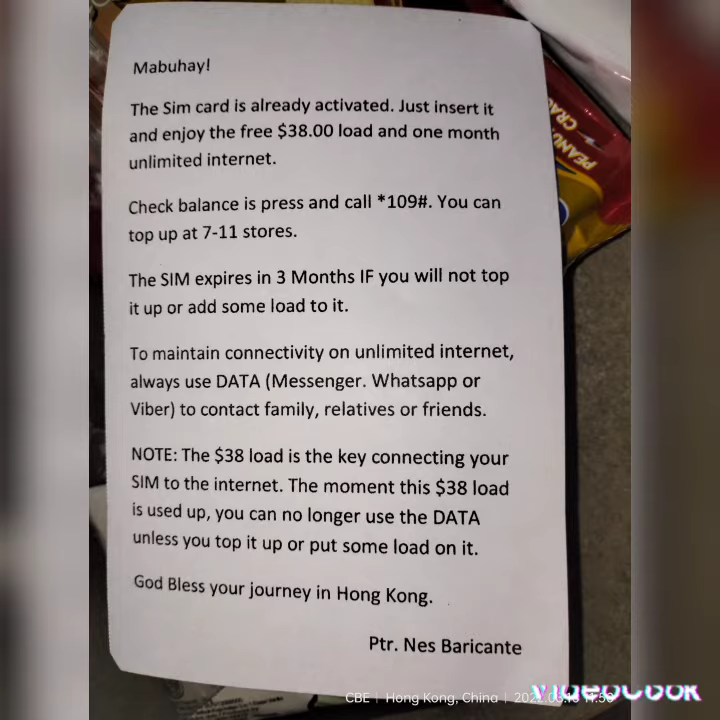 Mabuhay!
The Sim card is already activated. Just insert it
and enjoy the free $38.00 load and one month
unlimited internet.
Check balance is press and call *109#. You can
top up at 7-11 stores.
The SIM expires in 3 Months IF you will not top
it up or add some load to it.
To maintain connectivity on unlimited internet,
always use DATA (Messenger. Whatsapp or
Viber) to contact family, relatives or friends.
NOTE: The $38 load is the key connecting your
SIM to the internet. The moment this $38 load
is used up, you can no longer use the DATA
unless you top it up or put some load on it.
God Bless your journey in Hong Kong.
Ptr. Nes Baricante
CBE | Hong Kong, China |
VideoCook